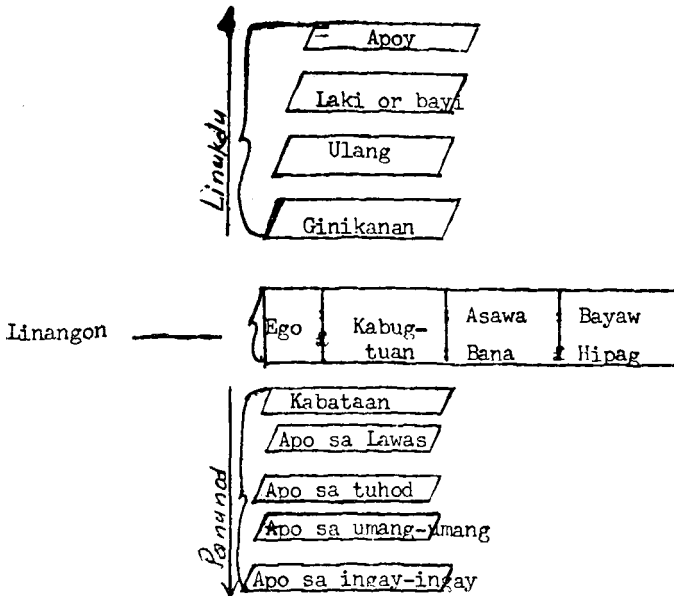 Apoy
Laki or bayi
Ulang
Ginikanan
Linukdu
Linangon
Ego
Kabug-
tuan
Asawa
Bana
Bayaw
Hipag
Kabataan
Apo sa Lawas
Apo sa tuhod
Apo sa umang-umang
Apo sa ingay-ingay
Panunod